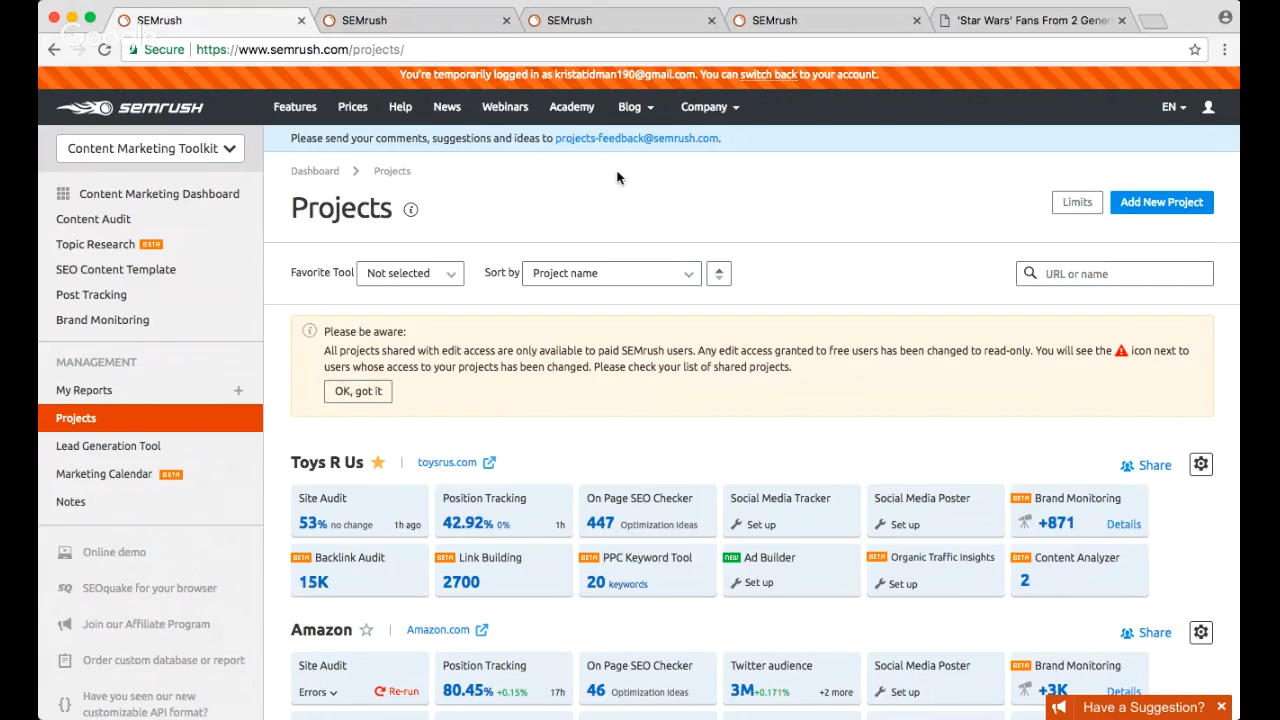 SEMrush
SEMrush
SEMrush
SEMrush
'Star Wars' Fans From 2 Gener
Google
Secure https://www.semrush.com/projects/
You're temporarily logged in as kristatidman190@gmail.com. You can switch back to your account.
SEMRUSH
Features Prices Help News Webinars Academy Blog Company EN
Content Marketing Toolkit
Please send your comments, suggestions and ideas to projects-feedback@semrush.com.
Dashboard Projects
Projects
Limits
Add New Project
Content Marketing Dashboard
Content Audit
Topic Research BETA
SEO Content Template
Post Tracking
Brand Monitoring
Favorite Tool Not selected Sort by Project name
URL or name
MANAGEMENT
My Reports +
Projects
Lead Generation Tool
Marketing Calendar BETA
Notes
Please be aware:
All projects shared with edit access are only available to paid SEMrush users. Any edit access granted to free users has been changed to read-only. You will see the icon next to
users whose access to your projects has been changed. Please check your list of shared projects.
OK, got it
Online demo
SEOquake for your browser
Join our Affiliate Program
Order custom database or report
Have you seen our new
customizable API format?
Toys R Us toysrus.com Share
Site Audit
53% no change 1h ago
Position Tracking
42.92% 0% 1h
On Page SEO Checker
447 Optimization Ideas
Social Media Tracker
Set up
Social Media Poster
Set up
BETA Brand Monitoring
+871 Details
BETA Backlink Audit
15K
BETA Link Building
2700
BETA PPC Keyword Tool
20 keywords
NEW Ad Builder
Set up
BETA Organic Traffic Insights
Set up
BETA Content Analyzer
2
Amazon Amazon.com Share
Site Audit
Errors Re-run
Position Tracking
80.45% +0.15% 17h
On Page SEO Checker
46 Optimization Ideas
Twitter audience
3M +0.171% +2 more
Social Media Poster
Set up
BETA Brand Monitoring
+3K Details
Have a Suggestion?